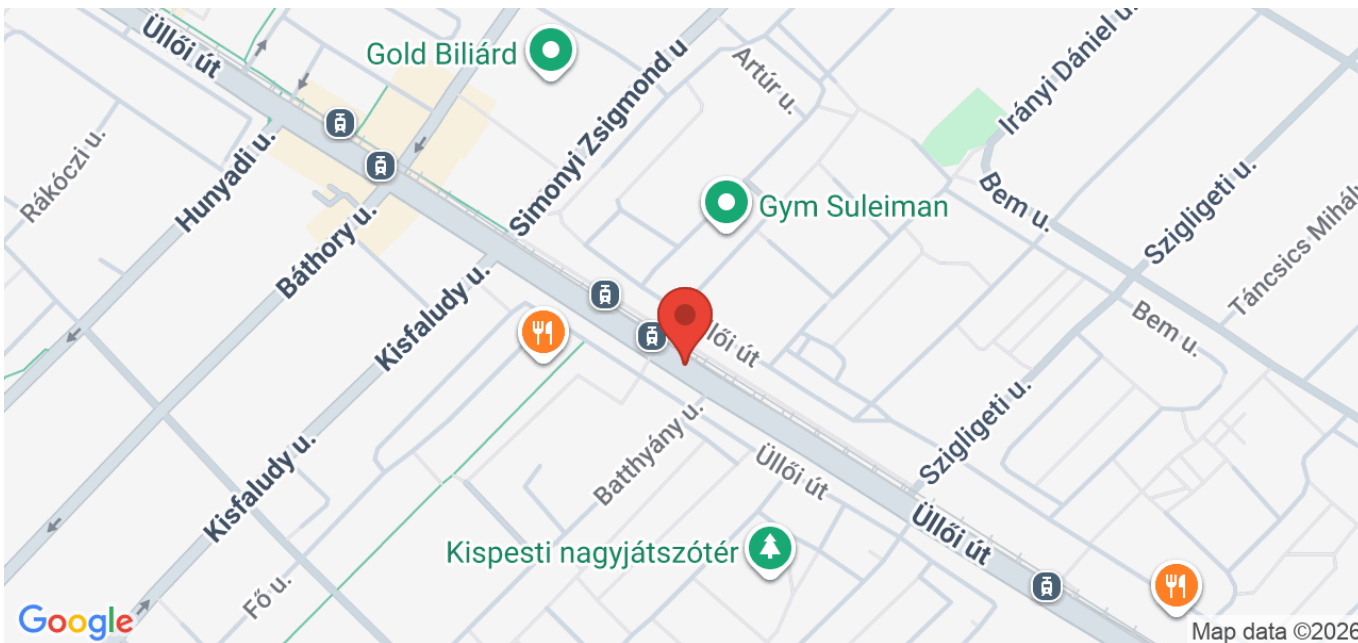 Üllői út
Gold Biliárd
Simonyi Zsigmond u
Artúr u.
Irányi Dániel u.
Rákóczi u.
Hunyadi u.
Báthory u.
Kisfaludy u.
Gym Suleiman
Bem u.
Szigligeti u.
Táncsics Mihály
Bem u.
Üllői út
Kisfaludy u.
Batthyány u.
Üllői út
Szigligeti u.
Üllői út
Kispesti nagyjátszótér
Fő u.
Google
Map data ©2026